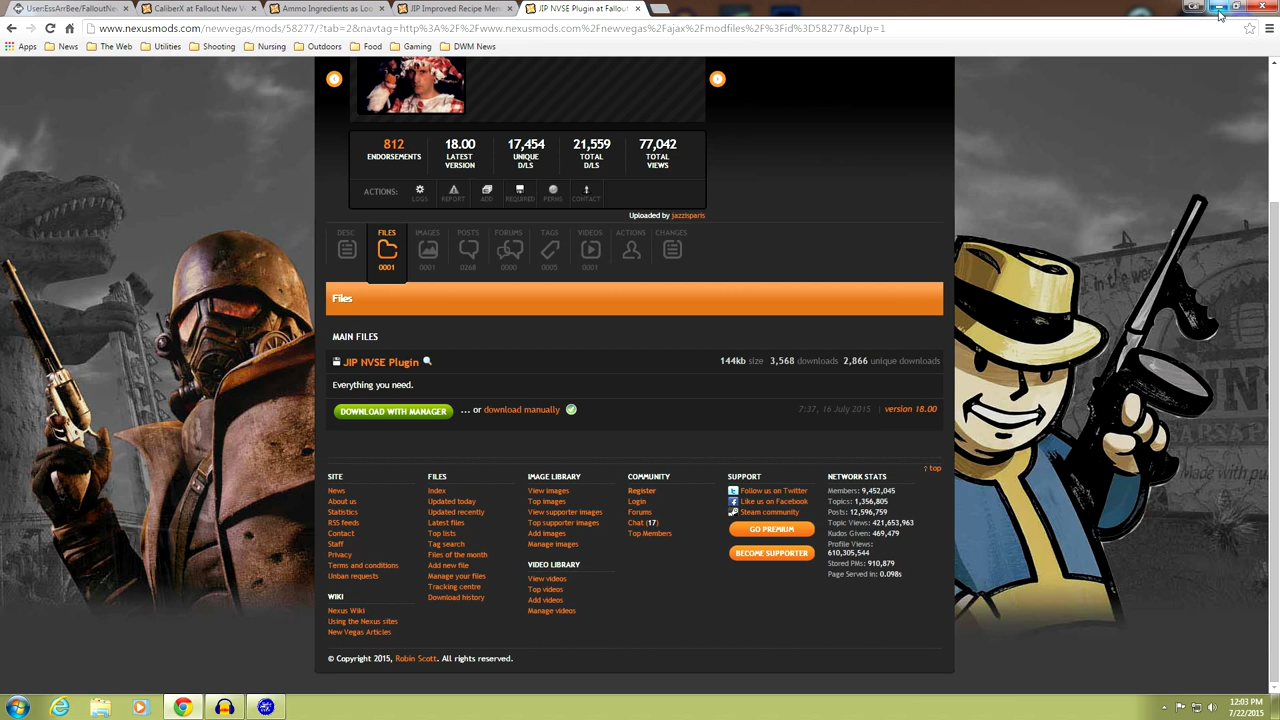 User:EssArrBee/FalloutNew
CaliberX at Fallout New V
Ammo Ingredients as Loo
JIP Improved Recipe Men
JIP NVSE Plugin at Fallout
Cal
www.nexusmods.com/newvegas/mods/58277/?tab=2&navtag=http%3A%2F%2Fwww.nexusmods.com%2Fnewvegas%2Fajax%2Fmodfiles%2F%3Fid%3D58277&pUp=1
Apps News The Web Utilities Shooting Nursing Outdoors Food Gaming DWM News
812 18.00 17,454 21,559 77,042
ENDORSEMENTS LATEST VERSION UNIQUE D/LS TOTAL D/LS TOTAL VIEWS
ACTIONS: LOGS REPORT ADD REQUIRED PERMS CONTACT
Uploaded by jazzisparis
DESC FILES IMAGES POSTS FORUMS TAGS VIDEOS ACTIONS CHANGES
0001 0001 0268 0000 0005 0001
Files
MAIN FILES
JIP NVSE Plugin 144kb size 3,568 downloads 2,866 unique downloads
Everything you need.
DOWNLOAD WITH MANAGER ... or download manually 7:37, 16 July 2015 | version 18.00
↑ top
SITE
News
About us
Statistics
RSS feeds
Contact
Staff
Privacy
Terms and conditions
Unban requests
WIKI
Nexus Wiki
Using the Nexus sites
New Vegas Articles
FILES
Index
Updated today
Updated recently
Latest files
Top lists
Tag search
Files of the month
Add new file
Manage your files
Tracking centre
Download history
IMAGE LIBRARY
View images
Top images
View supporter images
Top supporter images
Add images
Manage images
VIDEO LIBRARY
View videos
Top videos
Add videos
Manage videos
COMMUNITY
Register
Login
Forums
Chat (17)
Top Members
SUPPORT
Follow us on Twitter
Like us on Facebook
Steam community
GO PREMIUM
BECOME SUPPORTER
NETWORK STATS
Members: 9,452,045
Topics: 1,356,805
Posts: 12,596,759
Topic Views: 421,653,963
Kudos Given: 469,479
Profile Views:
610,305,544
Stored PMs: 910,879
Page Served in: 0.098s
© Copyright 2015, Robin Scott. All rights reserved.
12:03 PM
7/22/2015